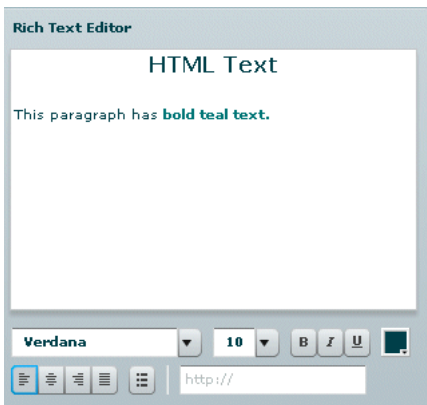 Rich Text Editor
HTML Text
This paragraph has bold teal text.
Verdana 10 B I U
http://